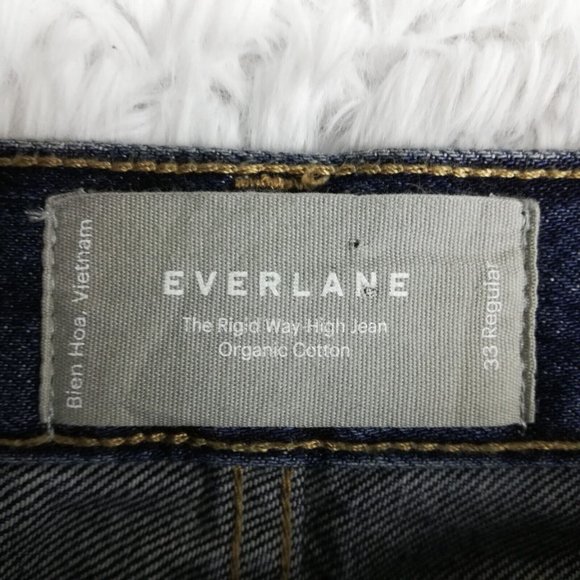 Bien Hoa, Vietnam
EVERLANE
The Rigid Way-High Jean
Organic Cotton
33 Regular